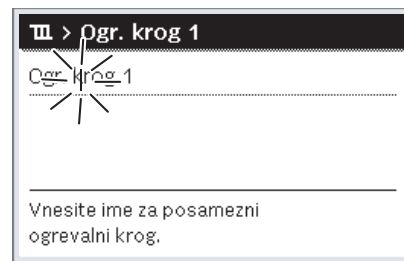 > Ogr. krog 1
Ogr. krog 1
Vnesite ime za posamezni
ogrevalni krog.